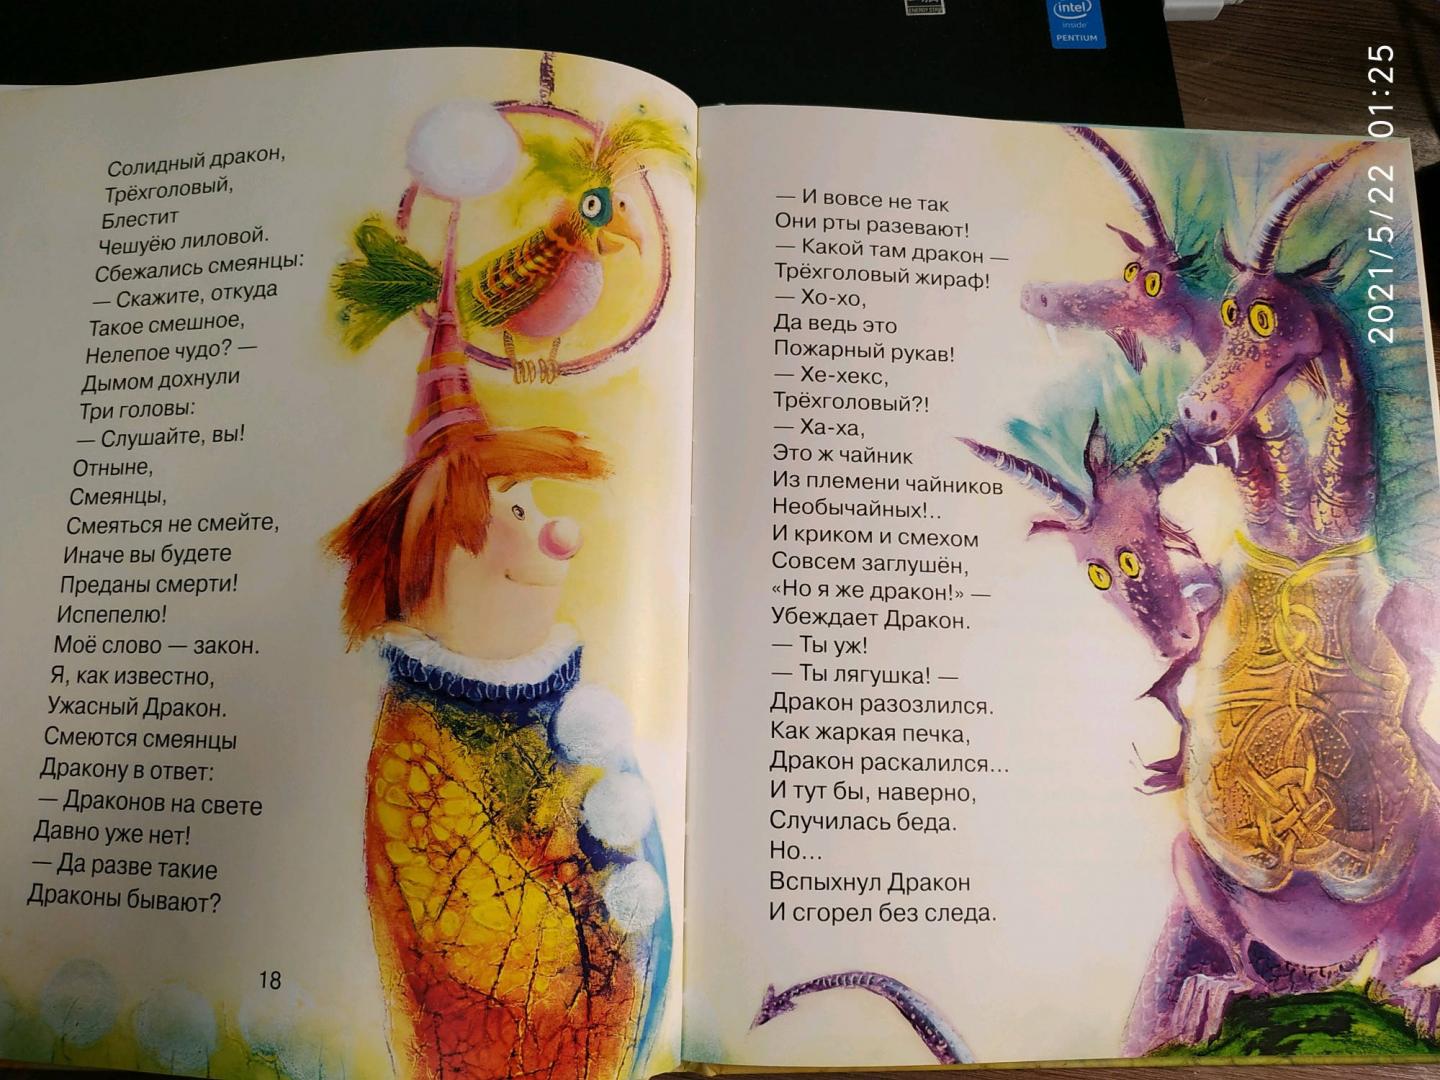 Солидный дракон,
Трёхголовый,
Блестит
Чешуёю лиловой.
Сбежались смеянцы:
— Скажите, откуда
Такое смешное,
Нелепое чудо? —
Дымом дохнули
Три головы:
— Слушайте, вы!
Отныне,
Смеянцы,
Смеяться не смейте,
Иначе вы будете
Преданы смерти!
Испепелю!
Моё слово — закон.
Я, как известно,
Ужасный Дракон.
Смеются смеянцы
Дракону в ответ:
— Драконов на свете
Давно уже нет!
— Да разве такие
Драконы бывают?
18
— И вовсе не так
Они рты разевают!
— Какой там дракон —
Трёхголовый жираф!
— Хо-хо,
Да ведь это
Пожарный рукав!
— Хе-хекс,
Трёхголовый?!
— Ха-ха,
Это ж чайник
Из племени чайников
Необычайных!..
И криком и смехом
Совсем заглушён,
«Но я же дракон!» —
Убеждает Дракон.
— Ты уж!
— Ты лягушка! —
Дракон разозлился.
Как жаркая печка,
Дракон раскалился...
И тут бы, наверно,
Случилась беда.
Но...
Вспыхнул Дракон
И сгорел без следа.
intel
inside
PENTIUM
ENERGY STAR
2021/5/22 01:25